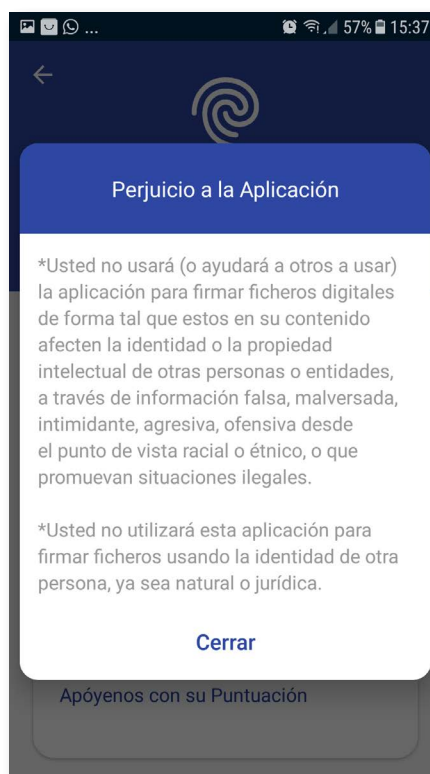 ... 57% 15:37
Perjuicio a la Aplicación
*Usted no usará (o ayudará a otros a usar)
la aplicación para firmar ficheros digitales
de forma tal que estos en su contenido
afecten la identidad o la propiedad
intelectual de otras personas o entidades,
a través de información falsa, malversada,
intimidante, agresiva, ofensiva desde
el punto de vista racial o étnico, o que
promuevan situaciones ilegales.
*Usted no utilizará esta aplicación para
firmar ficheros usando la identidad de otra
persona, ya sea natural o jurídica.
Cerrar
Apóyenos con su Puntuación